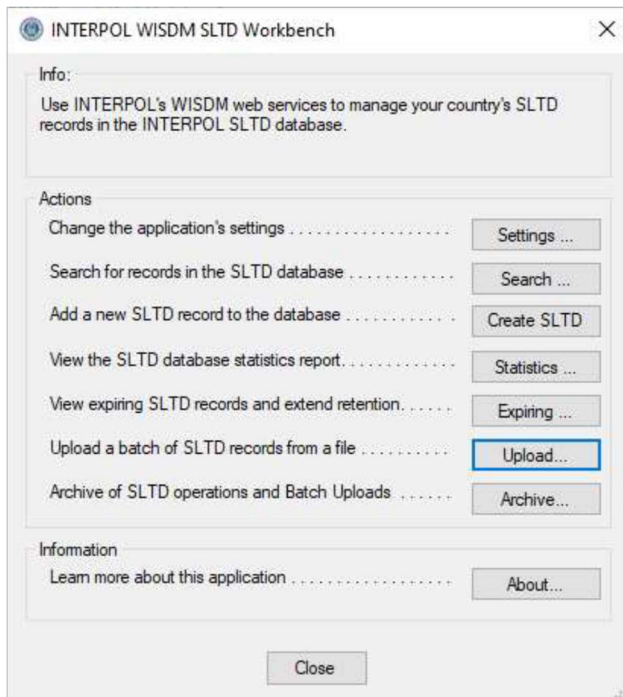 INTERPOL WISDM SLTD Workbench
Info:
Use INTERPOL's WISDM web services to manage your country's SLTD
records in the INTERPOL SLTD database.
Actions
Change the application's settings . . . . . . . . . . . . . . . . . . Settings ...
Search for records in the SLTD database . . . . . . . . . . . . Search ...
Add a new SLTD record to the database . . . . . . . . . . . . Create SLTD
View the SLTD database statistics report. . . . . . . . . . . . . Statistics ...
View expiring SLTD records and extend retention. . . . . . Expiring ...
Upload a batch of SLTD records from a file . . . . . . . . . . Upload...
Archive of SLTD operations and Batch Uploads . . . . . . Archive...
Information
Learn more about this application . . . . . . . . . . . . . . . . . . About...
Close